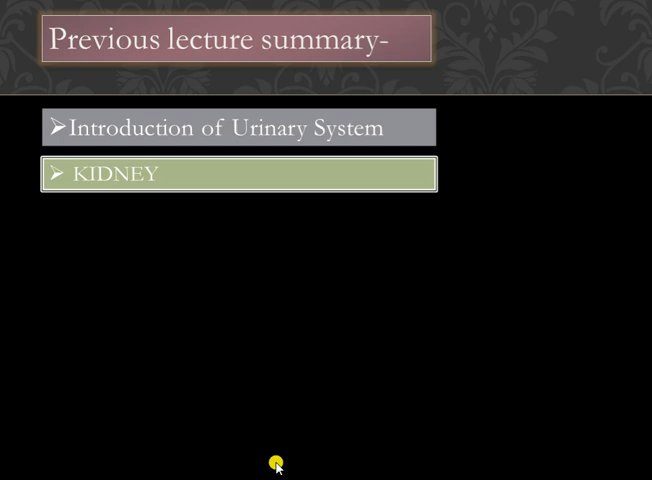 Previous lecture summary-
➢Introduction of Urinary System
➢ KIDNEY